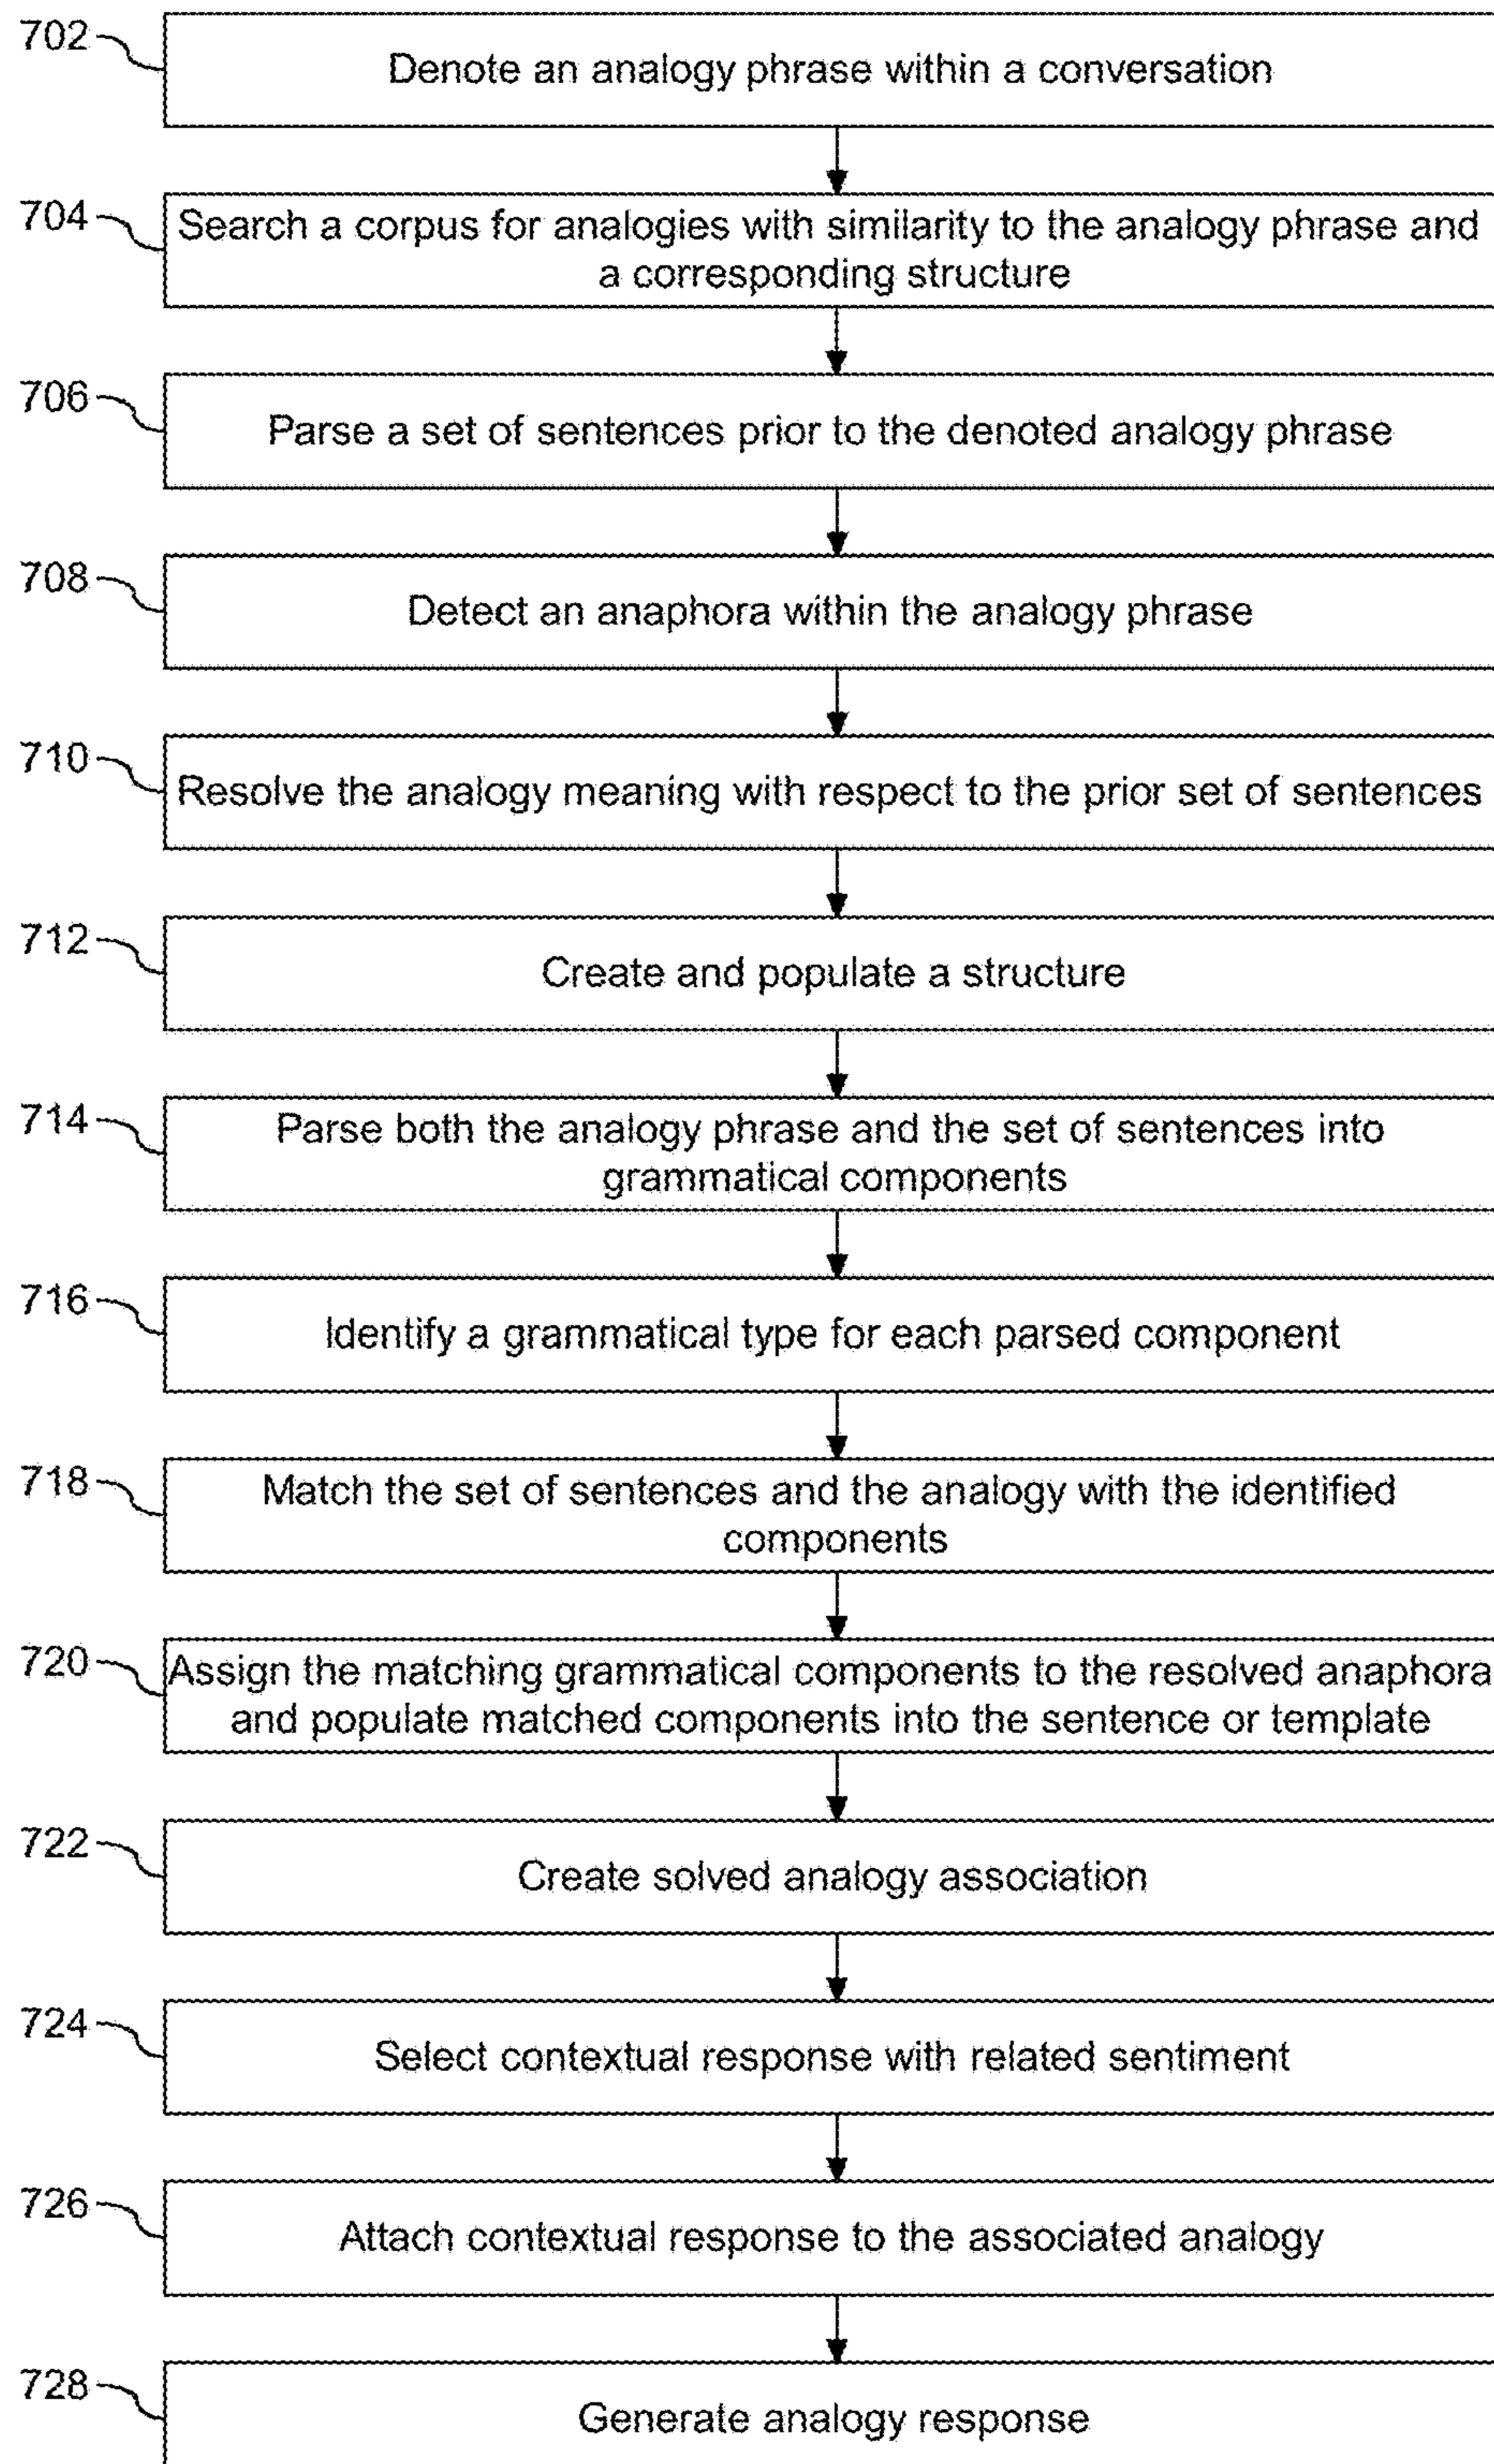 702
Denote an analogy phrase within a conversation
704
Search a corpus for analogies with similarity to the analogy phrase and
a corresponding structure
706
Parse a set of sentences prior to the denoted analogy phrase
708
Detect an anaphora within the analogy phrase
710
Resolve the analogy meaning with respect to the prior set of sentences
712
Create and populate a structure
714
Parse both the analogy phrase and the set of sentences into
grammatical components
716
Identify a grammatical type for each parsed component
718
Match the set of sentences and the analogy with the identified
components
720
Assign the matching grammatical components to the resolved anaphora
and populate matched components into the sentence or template
722
Create solved analogy association
724
Select contextual response with related sentiment
726
Attach contextual response to the associated analogy
728
Generate analogy response